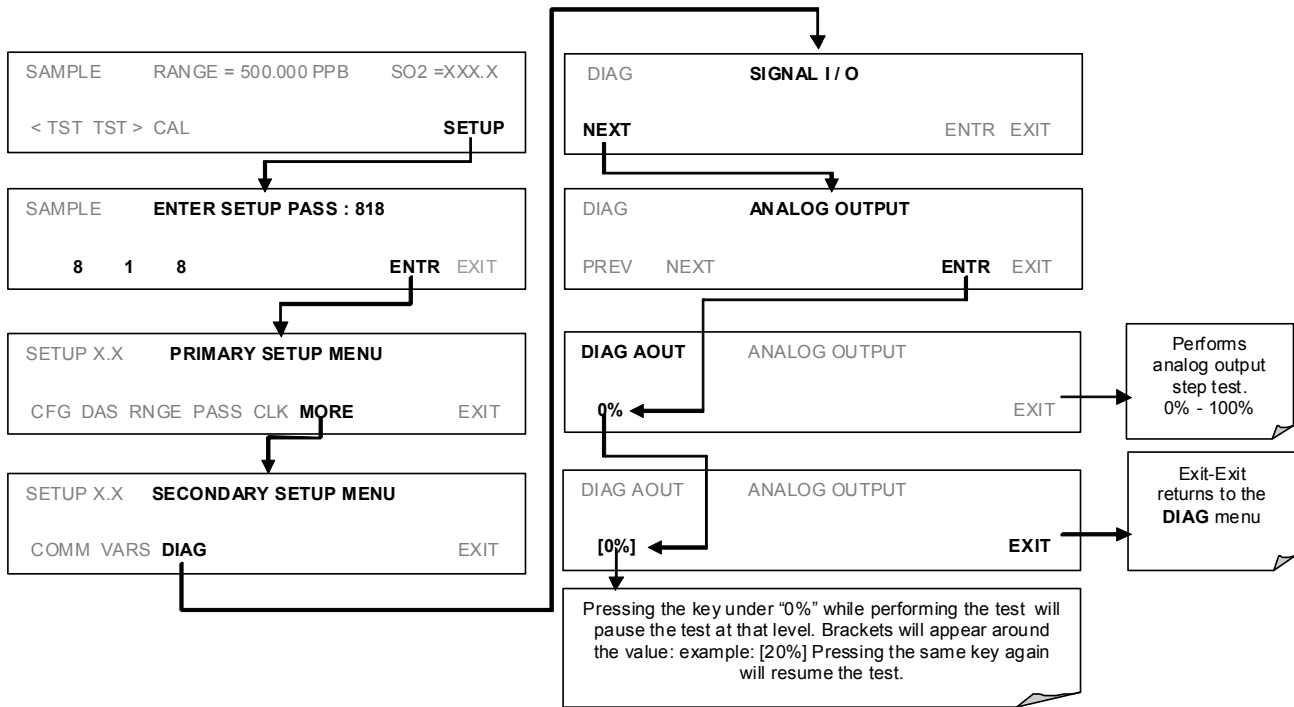 SAMPLE RANGE = 500.000 PPB SO2 =XXX.X
< TST TST > CAL SETUP
SAMPLE ENTER SETUP PASS : 818
8 1 8 ENTR EXIT
SETUP X.X PRIMARY SETUP MENU
CFG DAS RNGE PASS CLK MORE EXIT
SETUP X.X SECONDARY SETUP MENU
COMM VARS DIAG EXIT
DIAG SIGNAL I / O
NEXT ENTR EXIT
DIAG ANALOG OUTPUT
PREV NEXT ENTR EXIT
DIAG AOUT ANALOG OUTPUT
0% EXIT
Performs
analog output
step test.
0% - 100%
DIAG AOUT ANALOG OUTPUT
[0%] EXIT
Exit-Exit
returns to the
DIAG menu
Pressing the key under “0%” while performing the test will
pause the test at that level. Brackets will appear around
the value: example: [20%] Pressing the same key again
will resume the test.